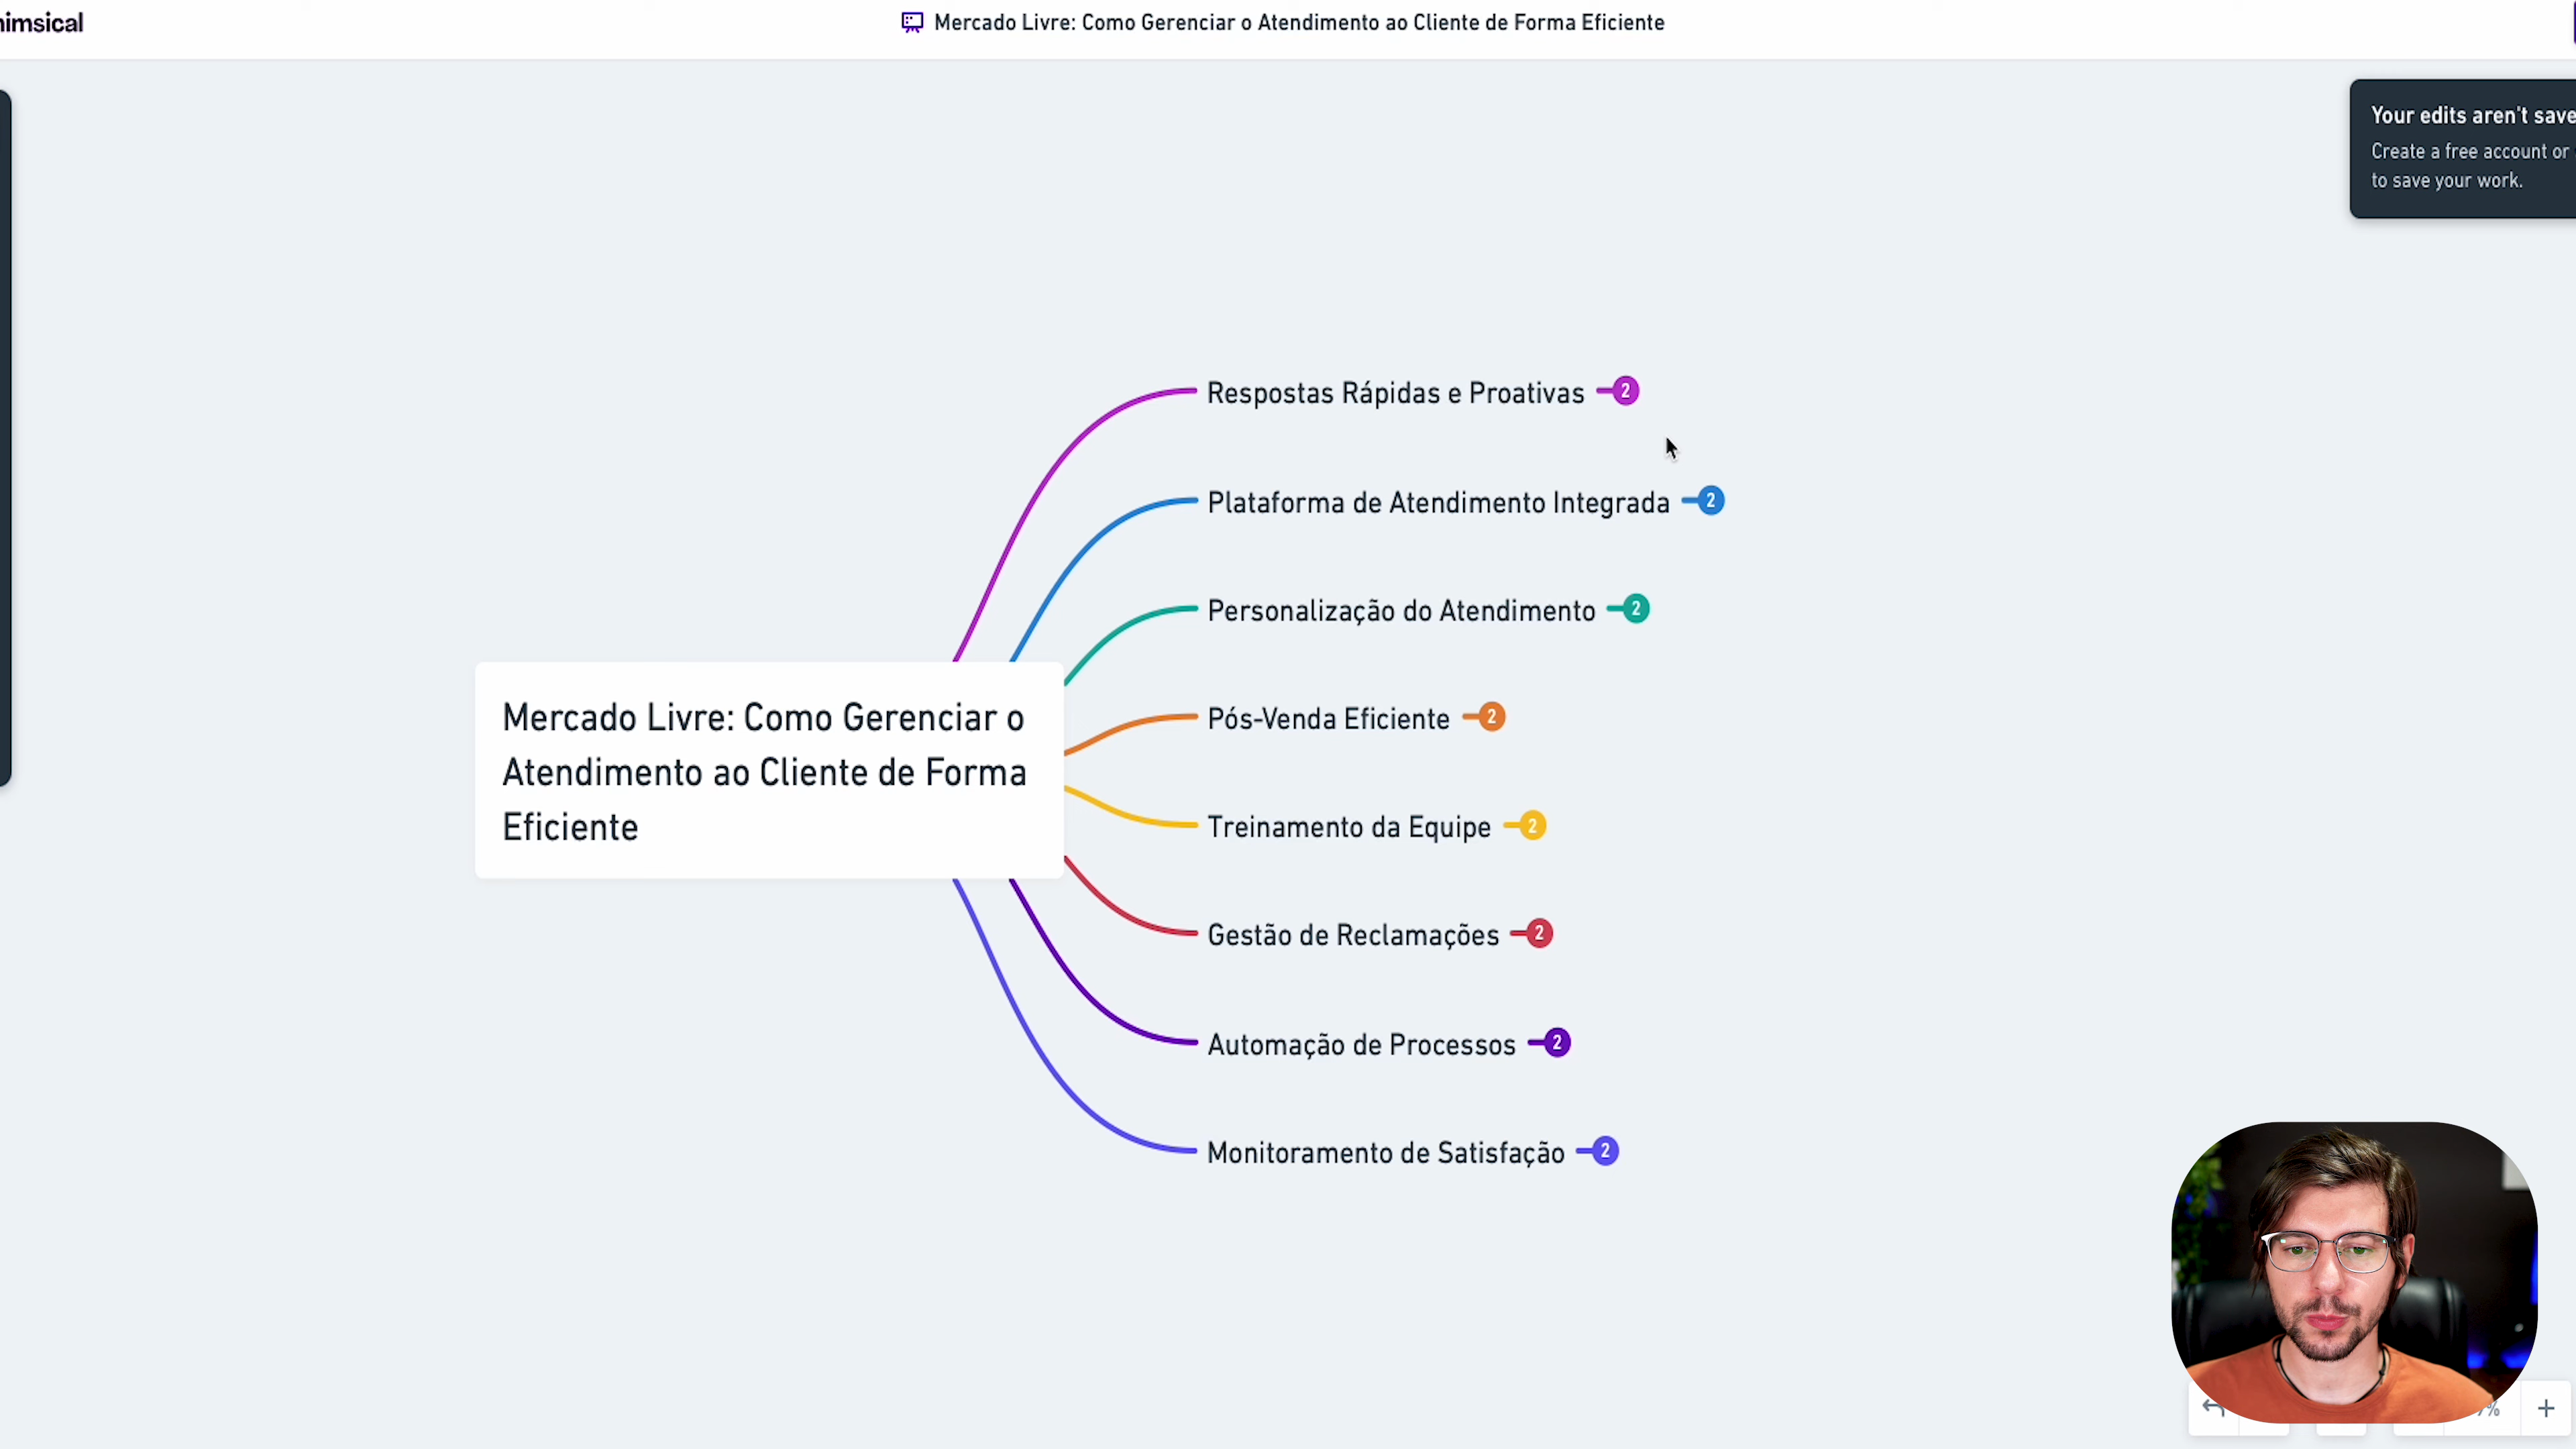 himsical
Mercado Livre: Como Gerenciar o Atendimento ao Cliente de Forma Eficiente
Your edits aren't save
Create a free account or
to save your work.
Respostas Rápidas e Proativas 2
Plataforma de Atendimento Integrada 2
Personalização do Atendimento 2
Pós-Venda Eficiente 2
Treinamento da Equipe 2
Gestão de Reclamações 2
Automação de Processos 2
Monitoramento de Satisfação 2
Mercado Livre: Como Gerenciar o
Atendimento ao Cliente de Forma
Eficiente